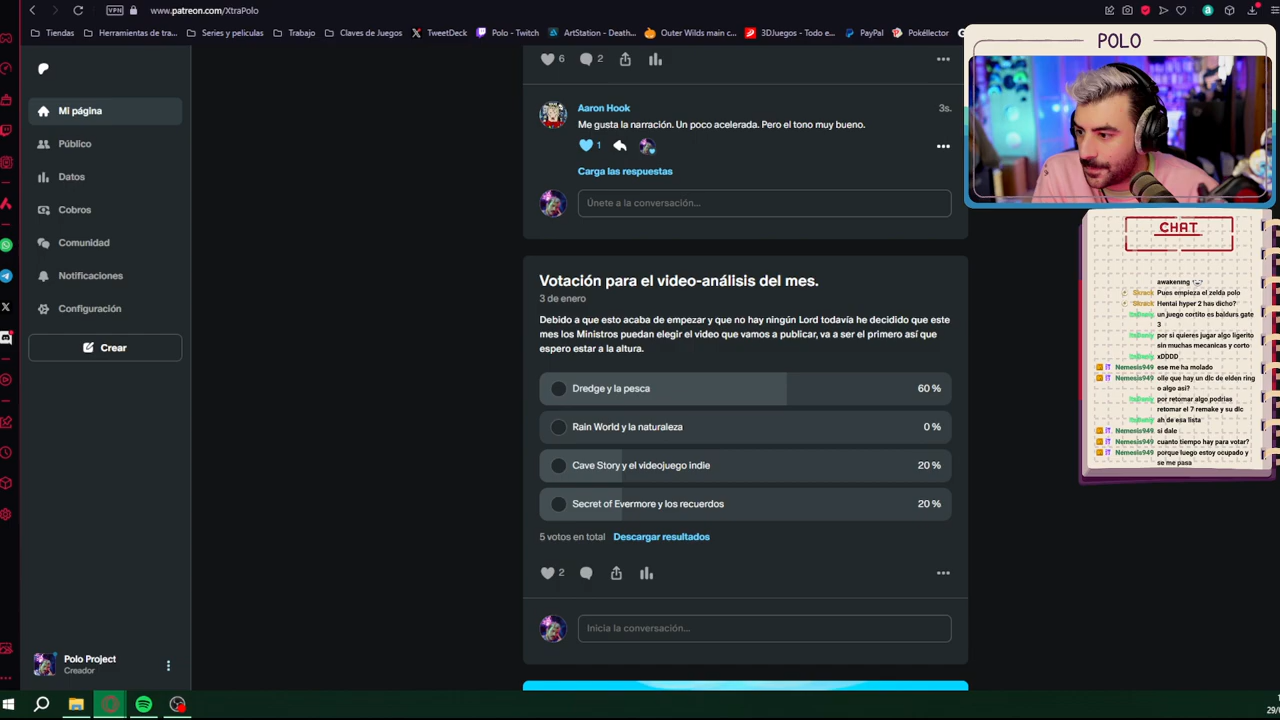 VPN
www.patreon.com/XtraPolo
Tiendas
Herramientas de tra...
Series y peliculas
Trabajo
Claves de Juegos
TweetDeck
Polo - Twitch
ArtStation - Death...
Outer Wilds main c...
3DJuegos - Todo e...
PayPal
Pokéllector
POLO
Mi página
Público
Datos
Cobros
Comunidad
Notificaciones
Configuración
Crear
Polo Project
Creador
6
2
Aaron Hook
3s.
Me gusta la narración. Un poco acelerada. Pero el tono muy bueno.
1
Carga las respuestas
Únete a la conversación...
Votación para el video-análisis del mes.
3 de enero
Debido a que esto acaba de empezar y que no hay ningún Lord todavía he decidido que este
mes los Ministros puedan elegir el video que vamos a publicar, va a ser el primero así que
espero estar a la altura.
Dredge y la pesca 60 %
Rain World y la naturaleza 0 %
Cave Story y el videojuego indie 20 %
Secret of Evermore y los recuerdos 20 %
5 votos en total Descargar resultados
2
Inicia la conversación...
CHAT
awakening
Skrack Pues empieza el zelda polo
Skrack Hentai hyper 2 has dicho?
un juego cortito es baldurs gate
3
por si quieres jugar algo ligerito
sin muchas mecanicas y corto
xDDDD
Nemesis949 ese me ha molado
Nemesis949 olle que hay un dlc de elden ring
o algo asi?
por retomar algo podrias
retomar el 7 remake y su dlc
ah de esa lista
Nemesis949 si dale
Nemesis949 cuanto tiempo hay para votar?
Nemesis949 porque luego estoy ocupado y
se me pasa
29/